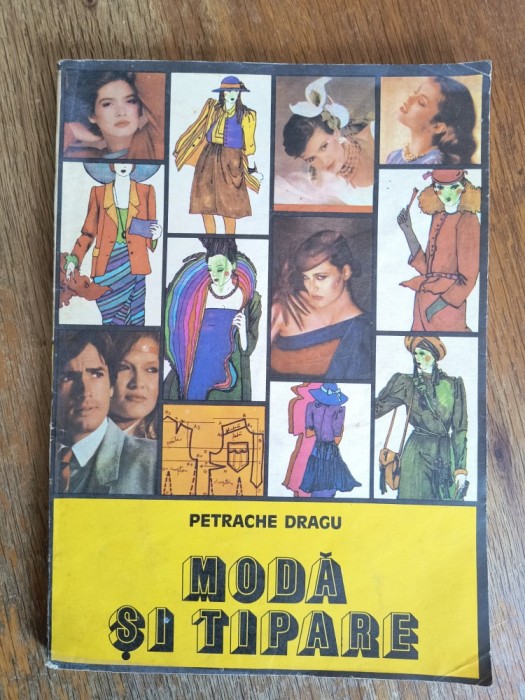 PETRACHE DRAGU
MODĂ
ȘI TIPARE